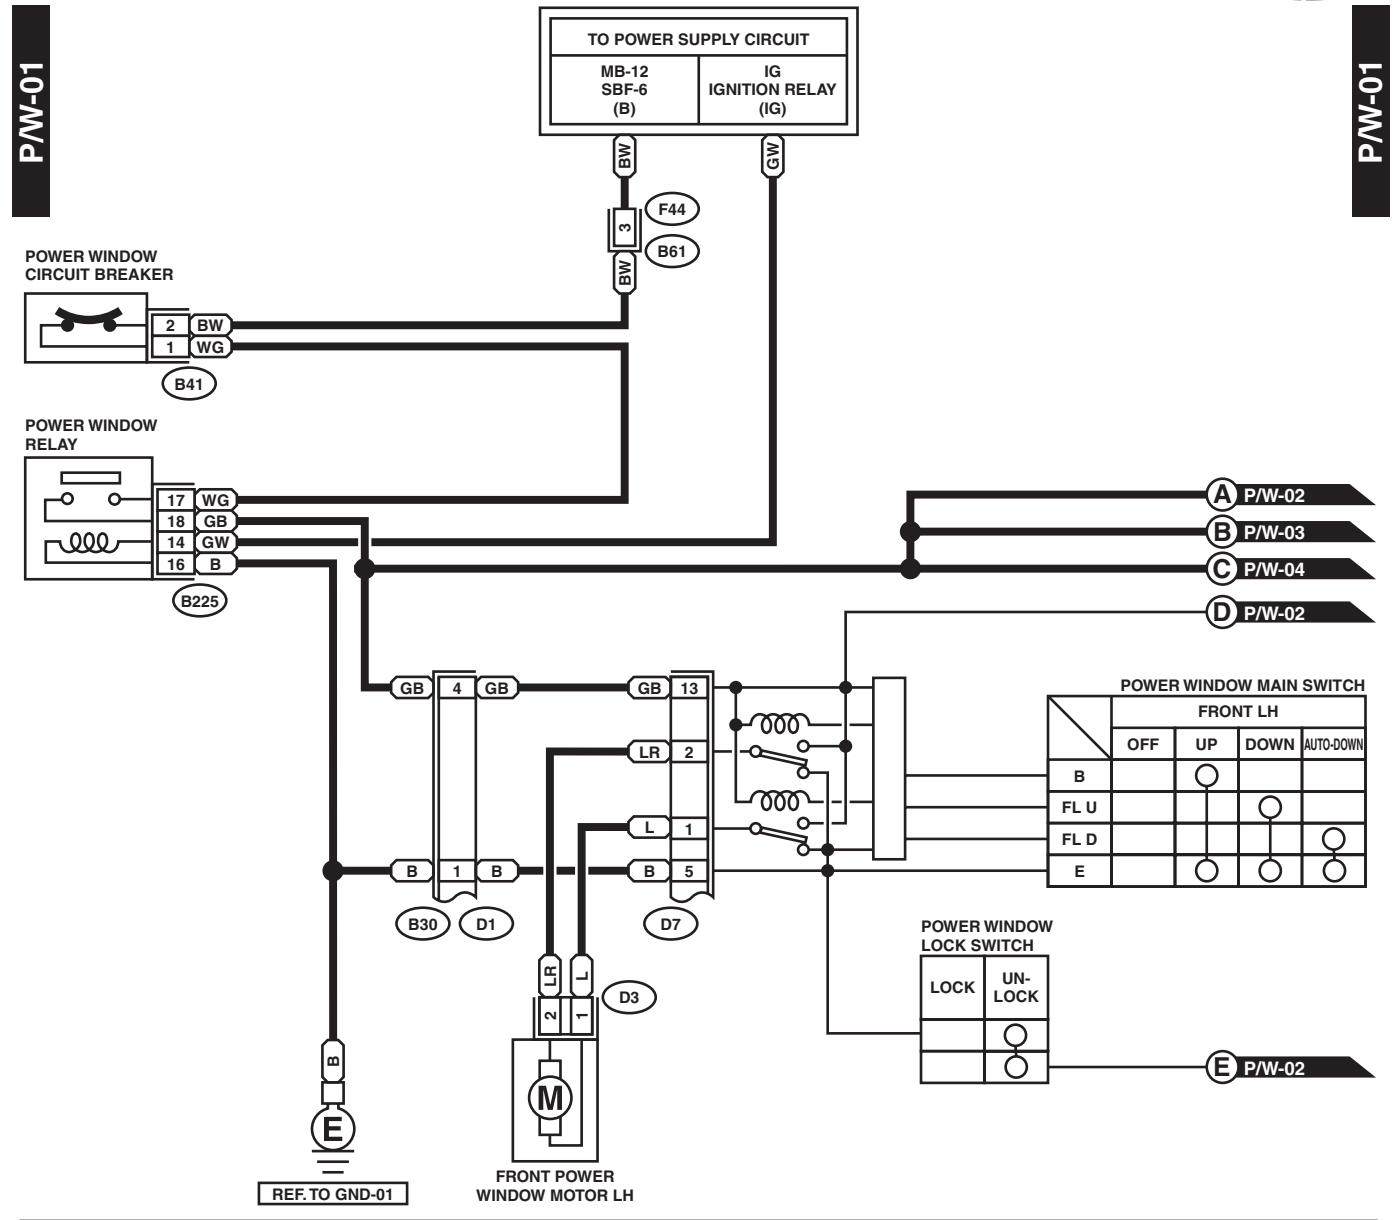 P/W-01
P/W-01
TO POWER SUPPLY CIRCUIT
MB-12
SBF-6
(B)
IG
IGNITION RELAY
(IG)
BW
GW
3
F44
B61
BW
POWER WINDOW
CIRCUIT BREAKER
2 BW
1 WG
B41
POWER WINDOW
RELAY
17 WG
18 GB
14 GW
16 B
B225
A P/W-02
B P/W-03
C P/W-04
D P/W-02
GB 4 GB
GB 13
LR 2
L 1
B 1 B
B 5
B30
D1
D7
POWER WINDOW MAIN SWITCH
FRONT LH
OFF UP DOWN AUTO-DOWN
B
FL U
FL D
E
POWER WINDOW
LOCK SWITCH
LOCK
UN-
LOCK
E P/W-02
LR L
2 1
D3
M
FRONT POWER
WINDOW MOTOR LH
B
E
REF. TO GND-01